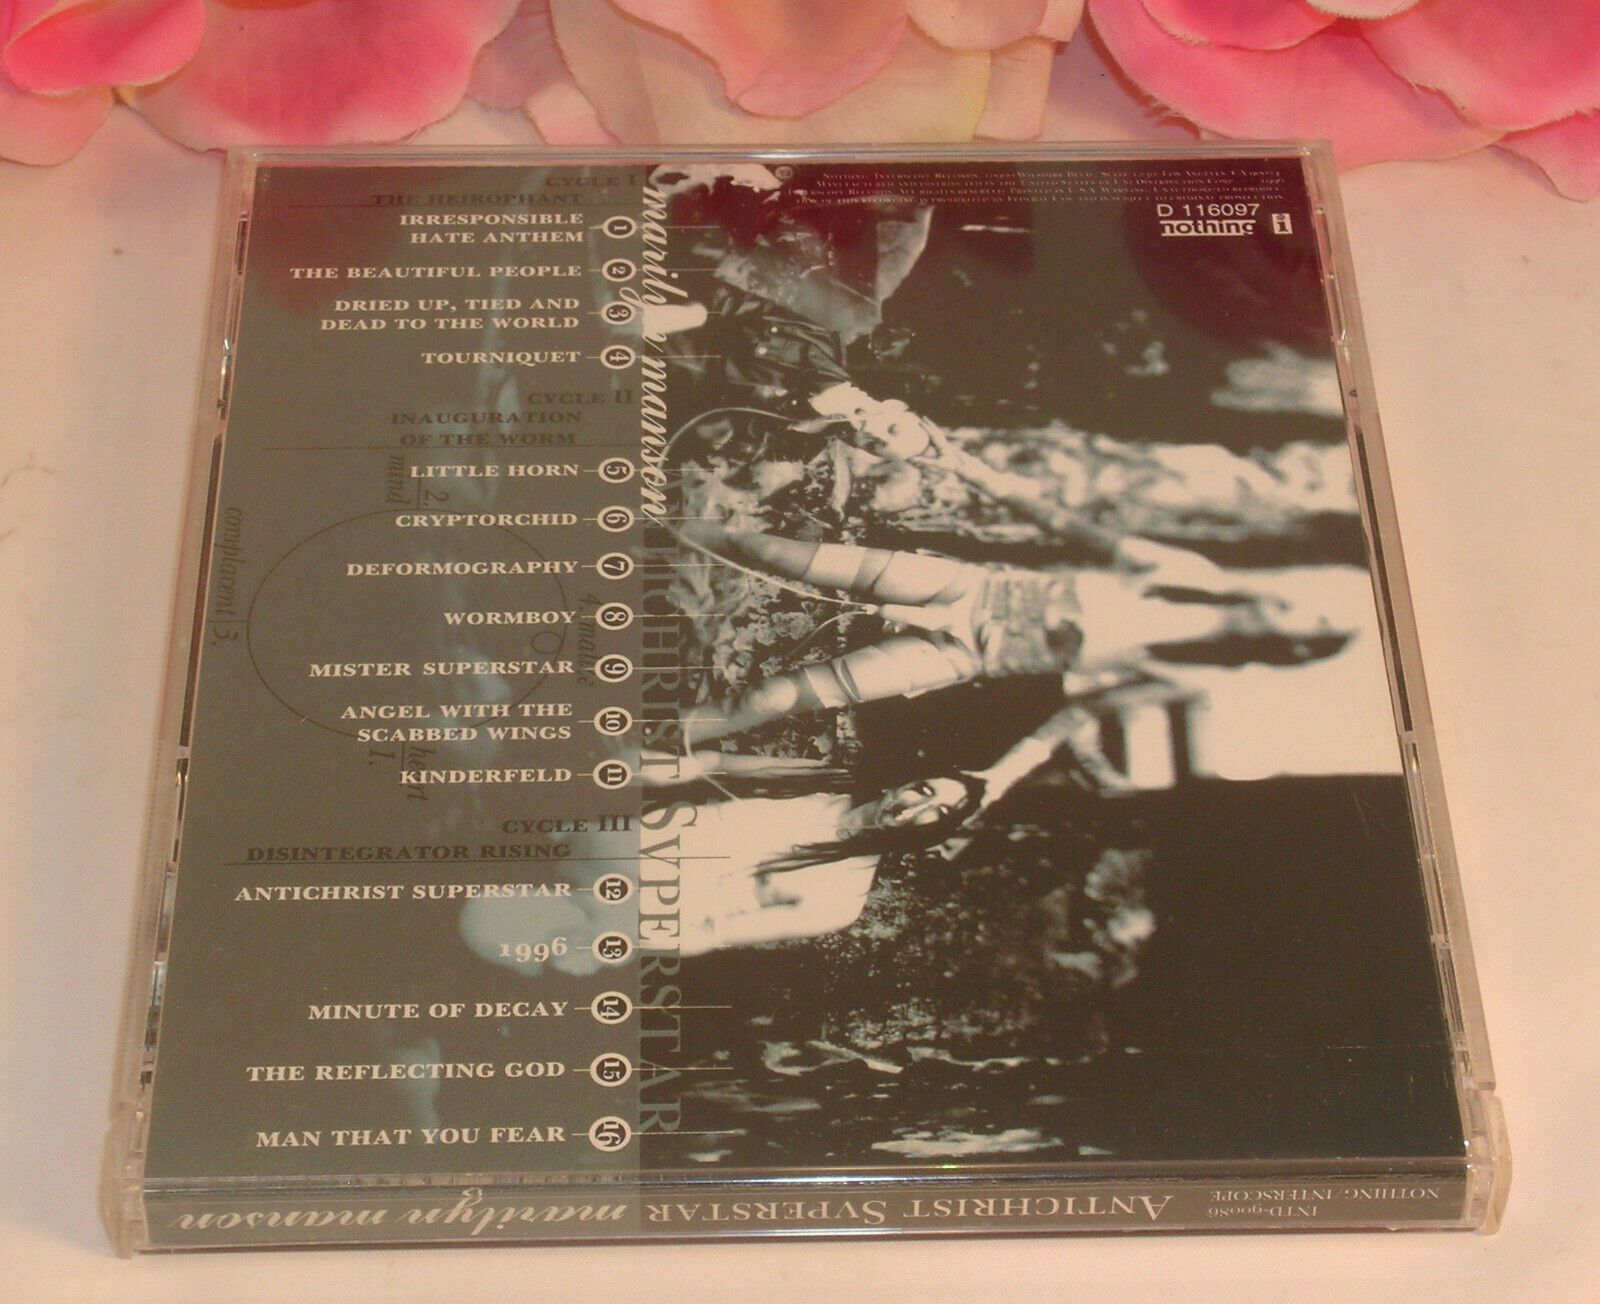 CYCLE I
THE HEIROPHANT
IRRESPONSIBLE
HATE ANTHEM
1
THE BEAUTIFUL PEOPLE 2
DRIED UP, TIED AND
DEAD TO THE WORLD
3
TOURNIQUET 4
CYCLE II
INAUGURATION
OF THE WORM
LITTLE HORN 5
CRYPTORCHID 6
DEFORMOGRAPHY 7
WORMBOY 8
MISTER SUPERSTAR 9
ANGEL WITH THE
SCABBED WINGS
10
KINDERFELD 11
CYCLE III
DISINTEGRATOR RISING
ANTICHRIST SUPERSTAR 12
1996 13
MINUTE OF DECAY 14
THE REFLECTING GOD 15
MAN THAT YOU FEAR 16
2.
mind
complacent 3.
heart
1.
marilyn manson
ANTICHRIST SVPERSTAR
D 116097
nothing
i
marilyn manson ANTICHRIST SVPERSTAR
INTD-90086
NOTHING/INTERSCOPE